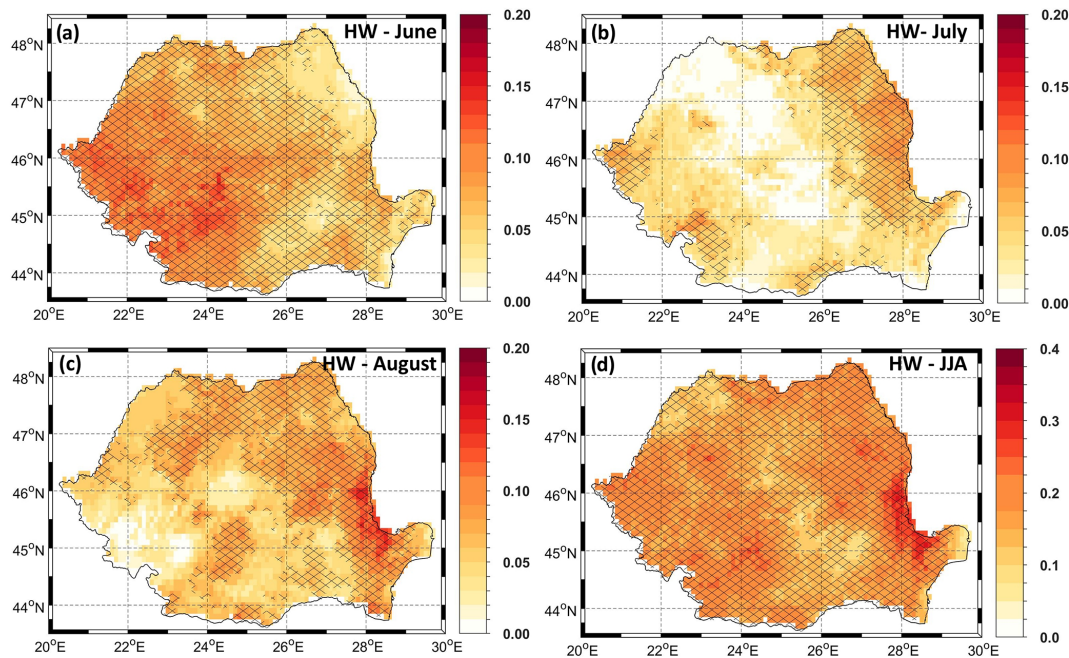 (a) HW - June
48°N
47°N
46°N
45°N
44°N
20°E 22°E 24°E 26°E 28°E 30°E
0.20
0.15
0.10
0.05
0.00
(b) HW- July
48°N
47°N
46°N
45°N
44°N
20°E 22°E 24°E 26°E 28°E 30°E
0.20
0.15
0.10
0.05
0.00
(c) HW - August
48°N
47°N
46°N
45°N
44°N
20°E 22°E 24°E 26°E 28°E 30°E
0.20
0.15
0.10
0.05
0.00
(d) HW - JJA
48°N
47°N
46°N
45°N
44°N
20°E 22°E 24°E 26°E 28°E 30°E
0.4
0.3
0.2
0.1
0.0